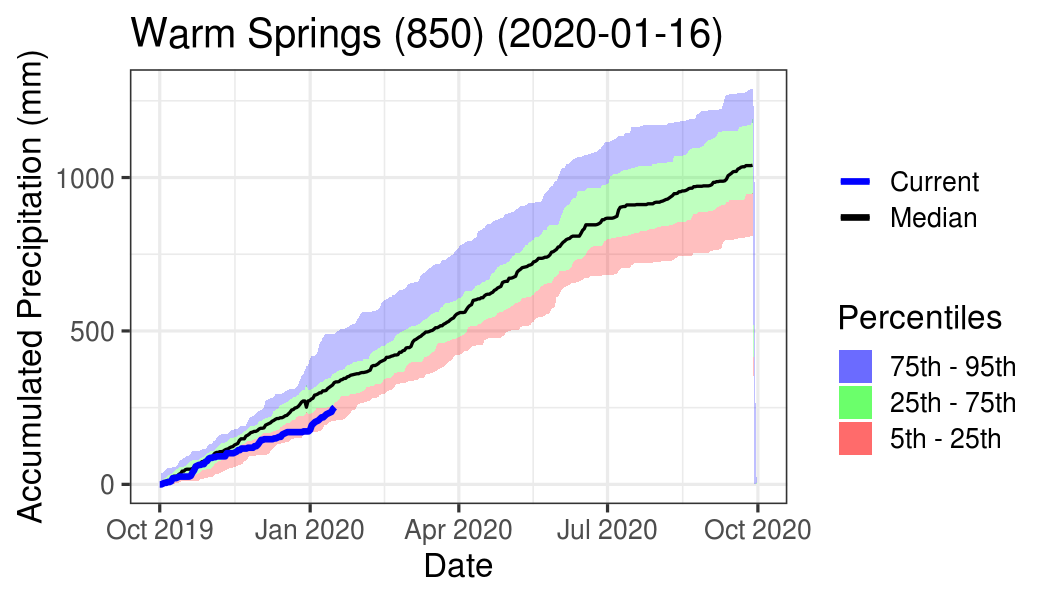 Warm Springs (850) (2020-01-16)
Accumulated Precipitation (mm)
1000
500
0
Oct 2019
Jan 2020
Apr 2020
Jul 2020
Oct 2020
Date
Current
Median
Percentiles
75th - 95th
25th - 75th
5th - 25th